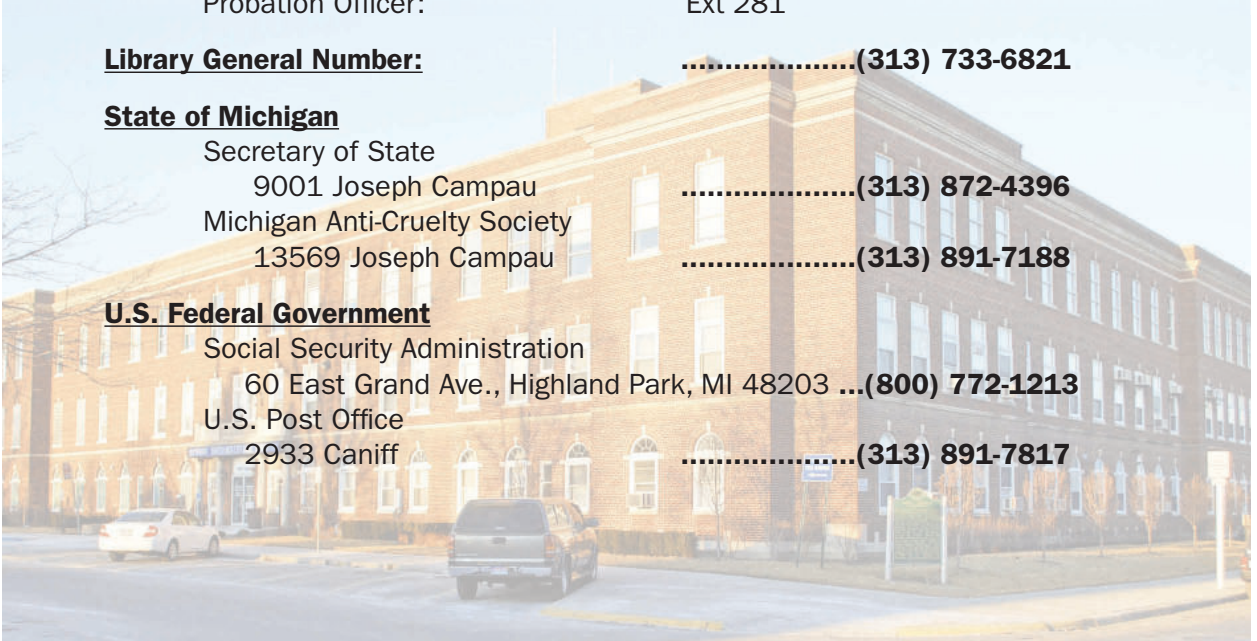 Probation Officer: Ext 281
Library General Number: ....................(313) 733-6821
State of Michigan
Secretary of State
9001 Joseph Campau ....................(313) 872-4396
Michigan Anti-Cruelty Society
13569 Joseph Campau ....................(313) 891-7188
U.S. Federal Government
Social Security Administration
60 East Grand Ave., Highland Park, MI 48203 ...(800) 772-1213
U.S. Post Office
2933 Caniff ....................(313) 891-7817